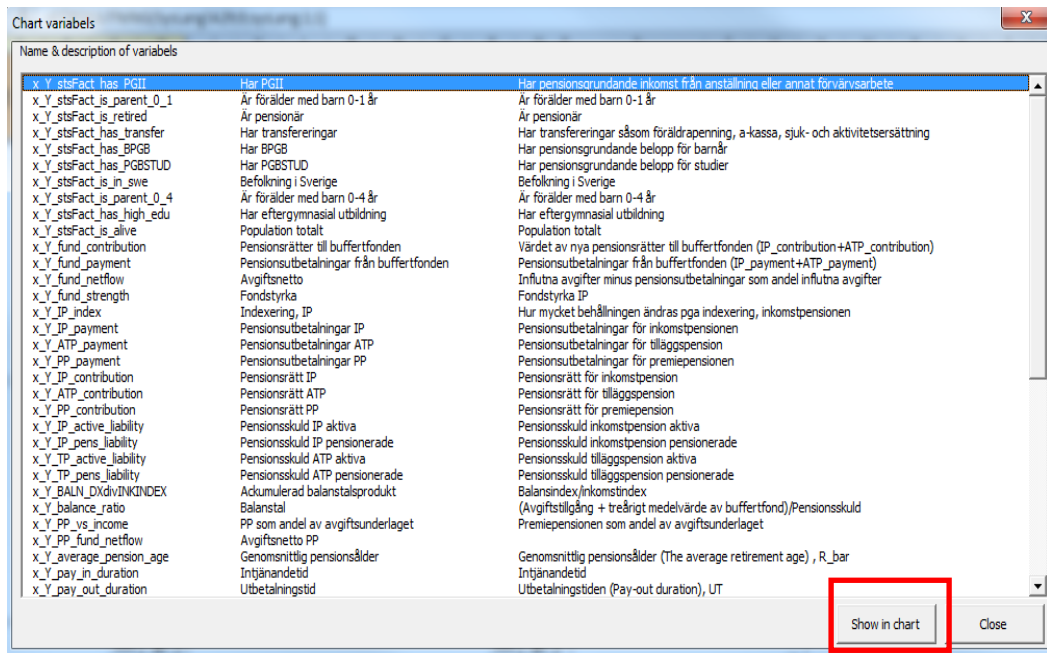 Chart variabels
X
Name & description of variabels
x_Y_stsFact_has_PGII Har PGII Har pensionsgrundande inkomst från anställning eller annat förvärvsarbete
x_Y_stsFact_is_parent_0_1 Är förälder med barn 0-1 år Är förälder med barn 0-1 år
x_Y_stsFact_is_retired Är pensionär Är pensionär
x_Y_stsFact_has_transfer Har transfereringar Har transfereringar såsom föräldrapenning, a-kassa, sjuk- och aktivitetsersättning
x_Y_stsFact_has_BPGB Har BPGB Har pensionsgrundande belopp för barnår
x_Y_stsFact_has_PGBSTUD Har PGBSTUD Har pensionsgrundande belopp för studier
x_Y_stsFact_is_in_swe Befolkning i Sverige Befolkning i Sverige
x_Y_stsFact_is_parent_0_4 Är förälder med barn 0-4 år Är förälder med barn 0-4 år
x_Y_stsFact_has_high_edu Har eftergymnasial utbildning Har eftergymnasial utbildning
x_Y_stsFact_is_alive Population totalt Population totalt
x_Y_fund_contribution Pensionsrätter till buffertfonden Värdet av nya pensionsrätter till buffertfonden (IP_contribution+ATP_contribution)
x_Y_fund_payment Pensionsutbetalningar från buffertfonden Pensionsutbetalningar från buffertfonden (IP_payment+ATP_payment)
x_Y_fund_netflow Avgiftsnetto Influtna avgifter minus pensionsutbetalningar som andel influtna avgifter
x_Y_fund_strength Fondstyrka Fondstyrka IP
x_Y_IP_index Indexering, IP Hur mycket behållningen ändras pga indexering, inkomstpensionen
x_Y_IP_payment Pensionsutbetalningar IP Pensionsutbetalningar för inkomstpensionen
x_Y_ATP_payment Pensionsutbetalningar ATP Pensionsutbetalningar för tilläggspension
x_Y_PP_payment Pensionsutbetalningar PP Pensionsutbetalningar för premiepensionen
x_Y_IP_contribution Pensionsrätt IP Pensionsrätt för inkomstpension
x_Y_ATP_contribution Pensionsrätt ATP Pensionsrätt för tilläggspension
x_Y_PP_contribution Pensionsrätt PP Pensionsrätt för premiepension
x_Y_IP_active_liability Pensionsskuld IP aktiva Pensionsskuld inkomstpension aktiva
x_Y_IP_pens_liability Pensionsskuld IP pensionerade Pensionsskuld inkomstpension pensionerade
x_Y_TP_active_liability Pensionsskuld ATP aktiva Pensionsskuld tilläggspension aktiva
x_Y_TP_pens_liability Pensionsskuld ATP pensionerade Pensionsskuld tilläggspension pensionerade
x_Y_BALN_DXdivINKINDEX Ackumulerad balanstalsprodukt Balansindex/inkomstindex
x_Y_balance_ratio Balanstal (Avgiftstillgång + treårigt medelvärde av buffertfond)/Pensionsskuld
x_Y_PP_vs_income PP som andel av avgiftsunderlaget Premiepensionen som andel av avgiftsunderlaget
x_Y_PP_fund_netflow Avgiftsnetto PP
x_Y_average_pension_age Genomsnittlig pensionsålder Genomsnittlig pensionsålder (The average retirement age) , R_bar
x_Y_pay_in_duration Intjänandetid Intjänandetid
x_Y_pay_out_duration Utbetalningstid Utbetalningstiden (Pay-out duration), UT
Show in chart Close